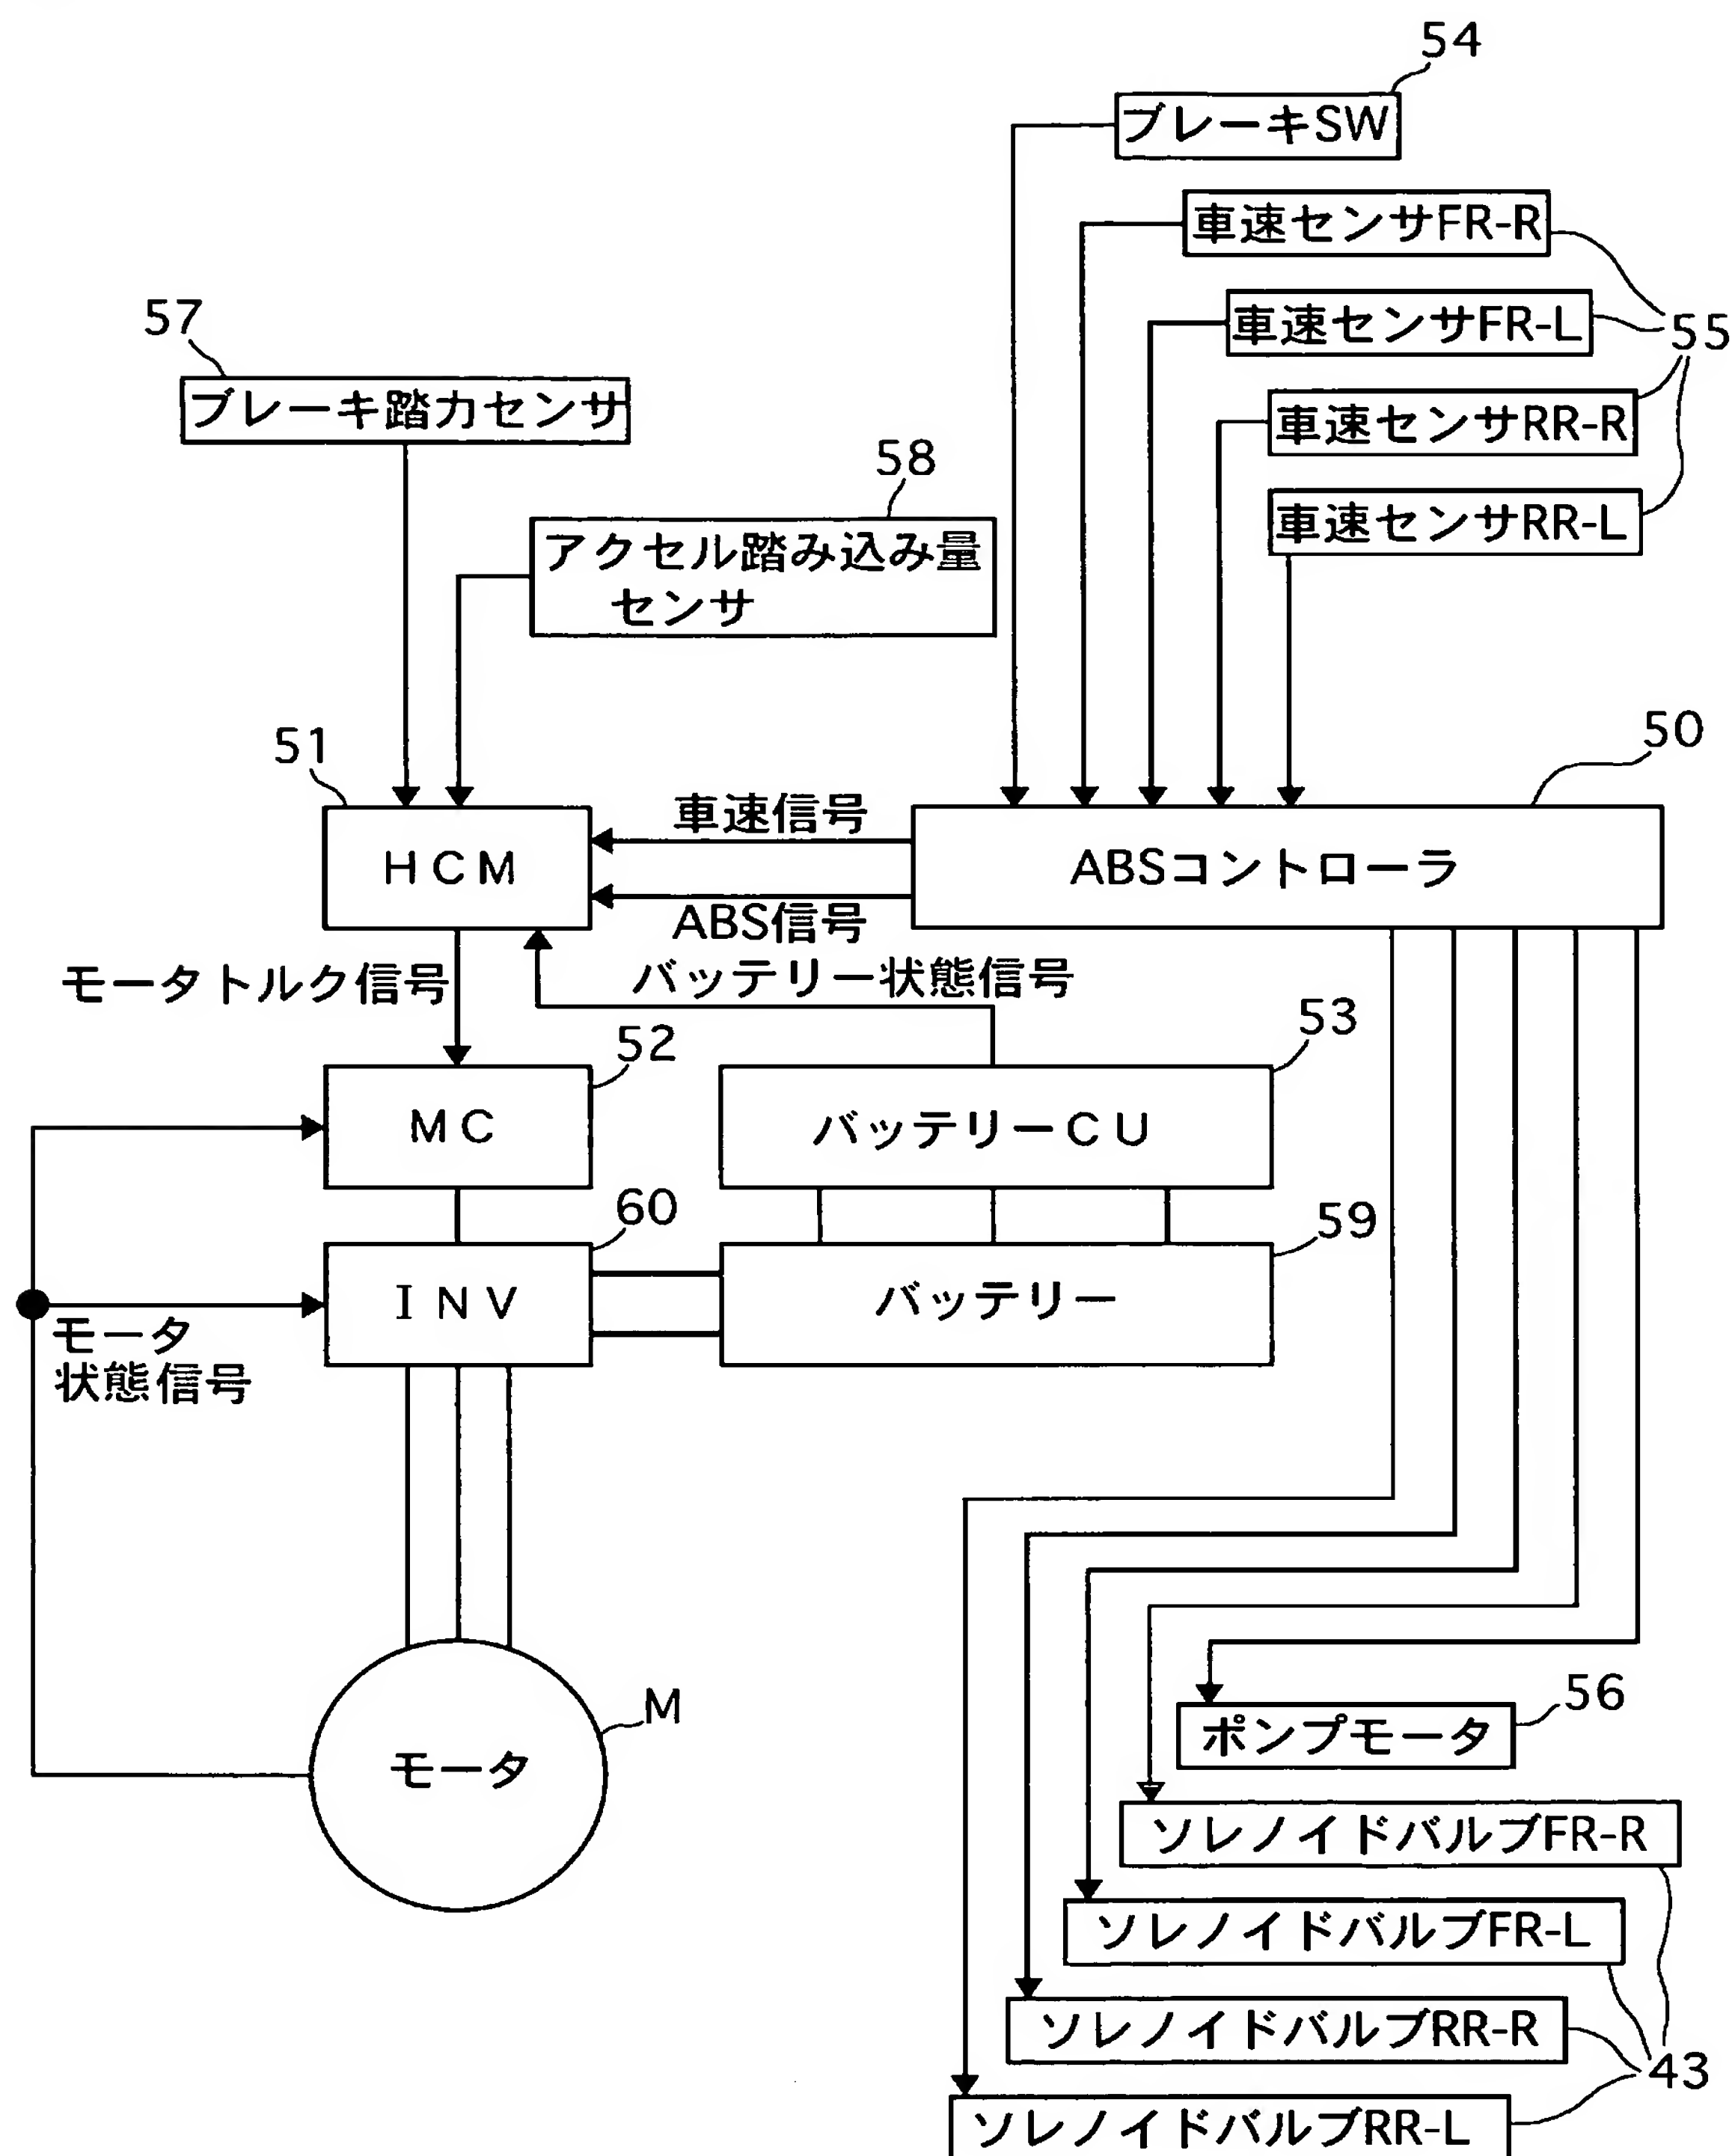 54
ブレーキSW
車速センサFR-R
車速センサFR-L
55
57
ブレーキ踏力センサ
車速センサRR-R
58
車速センサRR-L
アクセル踏み込み量
センサ
51
50
車速信号
HCM
ABSコントローラ
ABS信号
モータトルク信号
バッテリー状態信号
52
53
MC
バッテリーCU
60
59
INV
バッテリー
モータ
状態信号
M
モータ
56
ポンプモータ
ソレノイドバルブFR-R
ソレノイドバルブFR-L
ソレノイドバルブRR-R
43
ソレノイドバルブRR-L